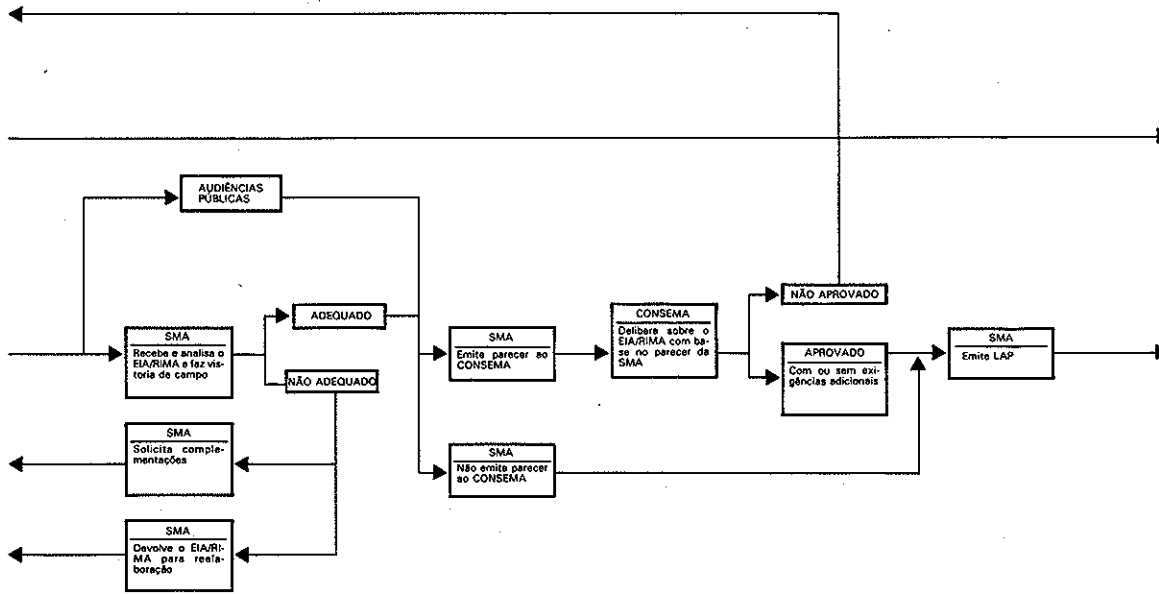 AUDIÊNCIAS
PÚBLICAS
ADEQUADO
NÃO ADEQUADO
SMA
Recebe e analisa o
EIA/RIMA e faz vis-
toria de campo
SMA
Solicita comple-
mentações
SMA
Devolve o EIA/RI-
MA para reela-
boração
SMA
Emite parecer ao
CONSEMA
SMA
Não emite parecer
ao CONSEMA
CONSEMA
Delibera sobre o
EIA/RIMA com ba-
se no parecer da
SMA
NÃO APROVADO
APROVADO
Com ou sem exi-
gências adicionais
SMA
Emite LAP